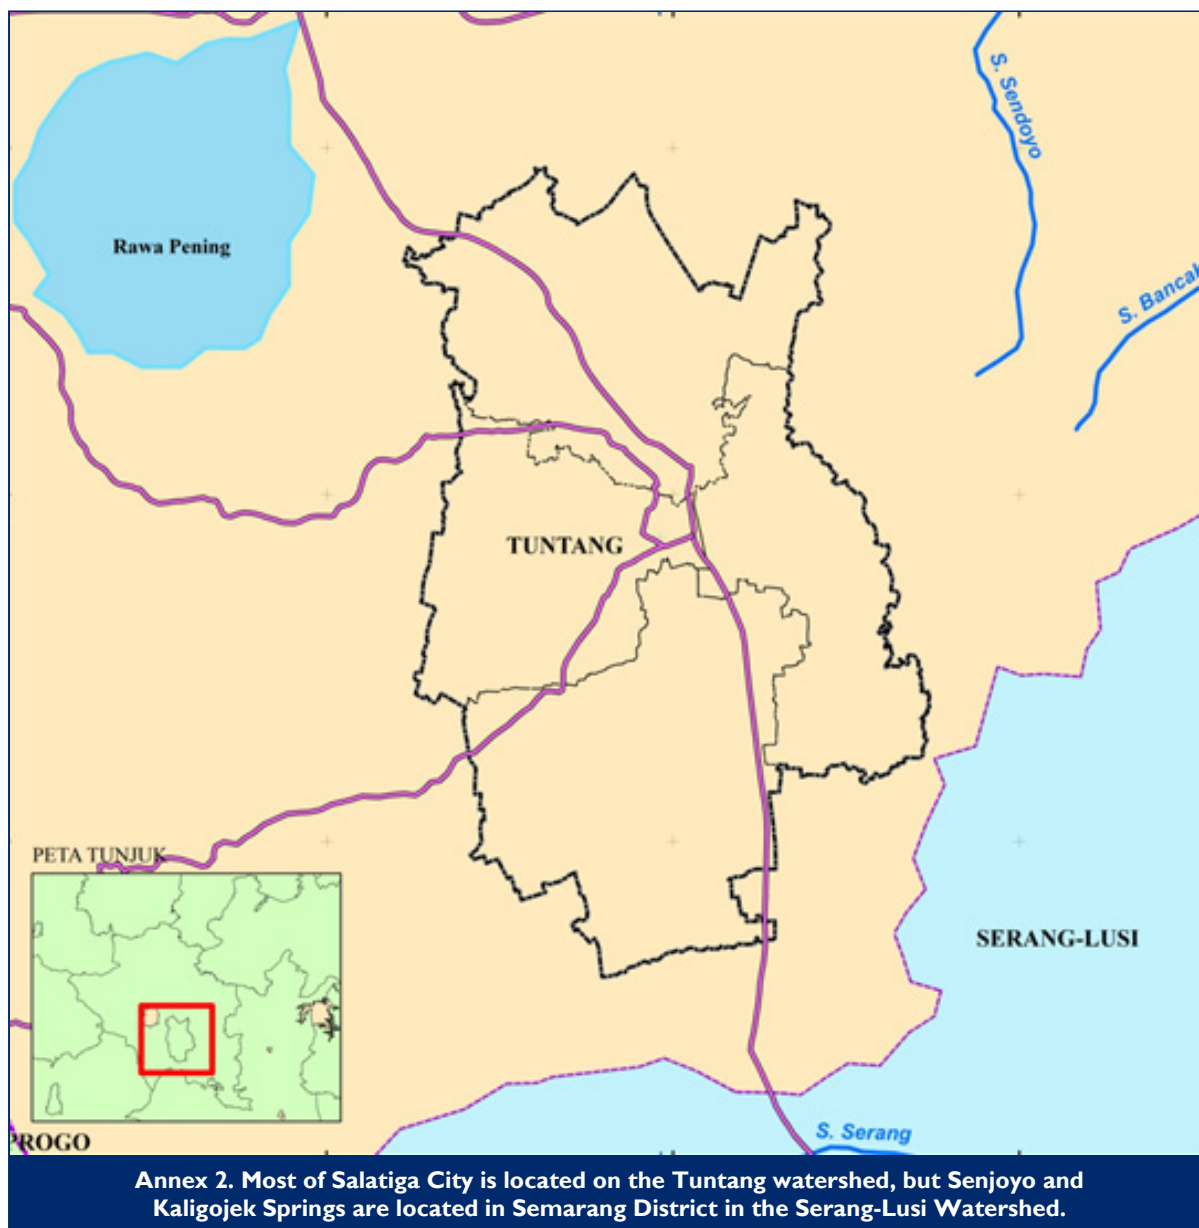 S. Sendoyo
Rawa Pening
S. Bancak
TUNTANG
PETA TUNJUK
SERANG-LUSI
S. Serang
PROGO
Annex 2. Most of Salatiga City is located on the Tuntang watershed, but Senjoyo and
Kaligojek Springs are located in Semarang District in the Serang-Lusi Watershed.